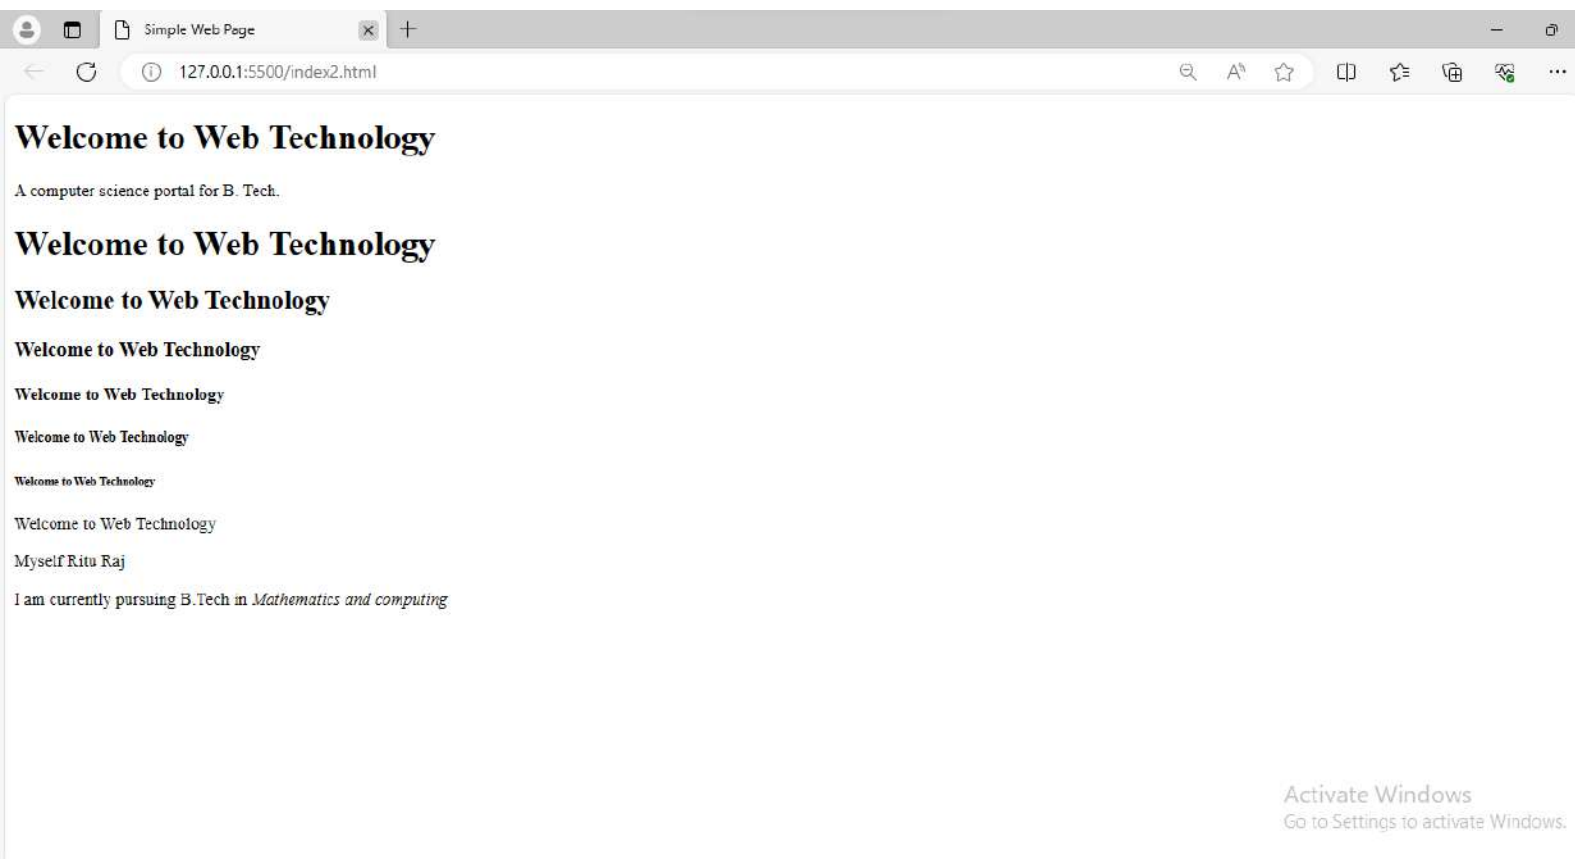 Simple Web Page
127.0.0.1:5500/index2.html
Welcome to Web Technology
A computer science portal for B. Tech.
Welcome to Web Technology
Welcome to Web Technology
Welcome to Web Technology
Welcome to Web Technology
Welcome to Web Technology
Welcome to Web Technology
Welcome to Web Technology
Myself Ritu Raj
I am currently pursuing B.Tech in Mathematics and computing
Activate Windows
Go to Settings to activate Windows.